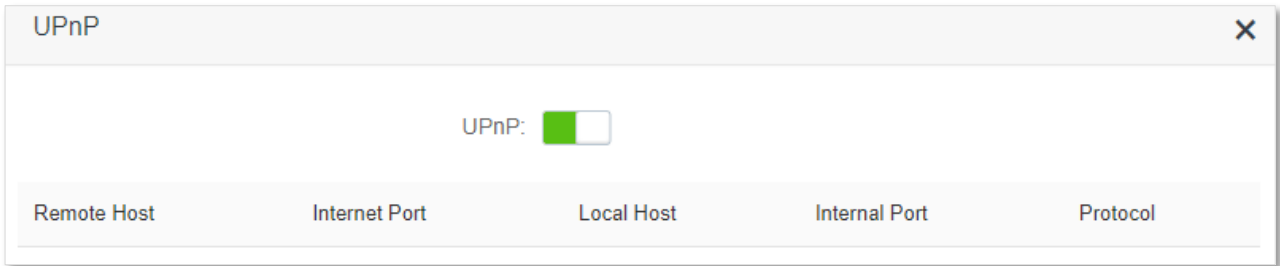 UPnP
UPnP:
Remote Host Internet Port Local Host Internal Port Protocol